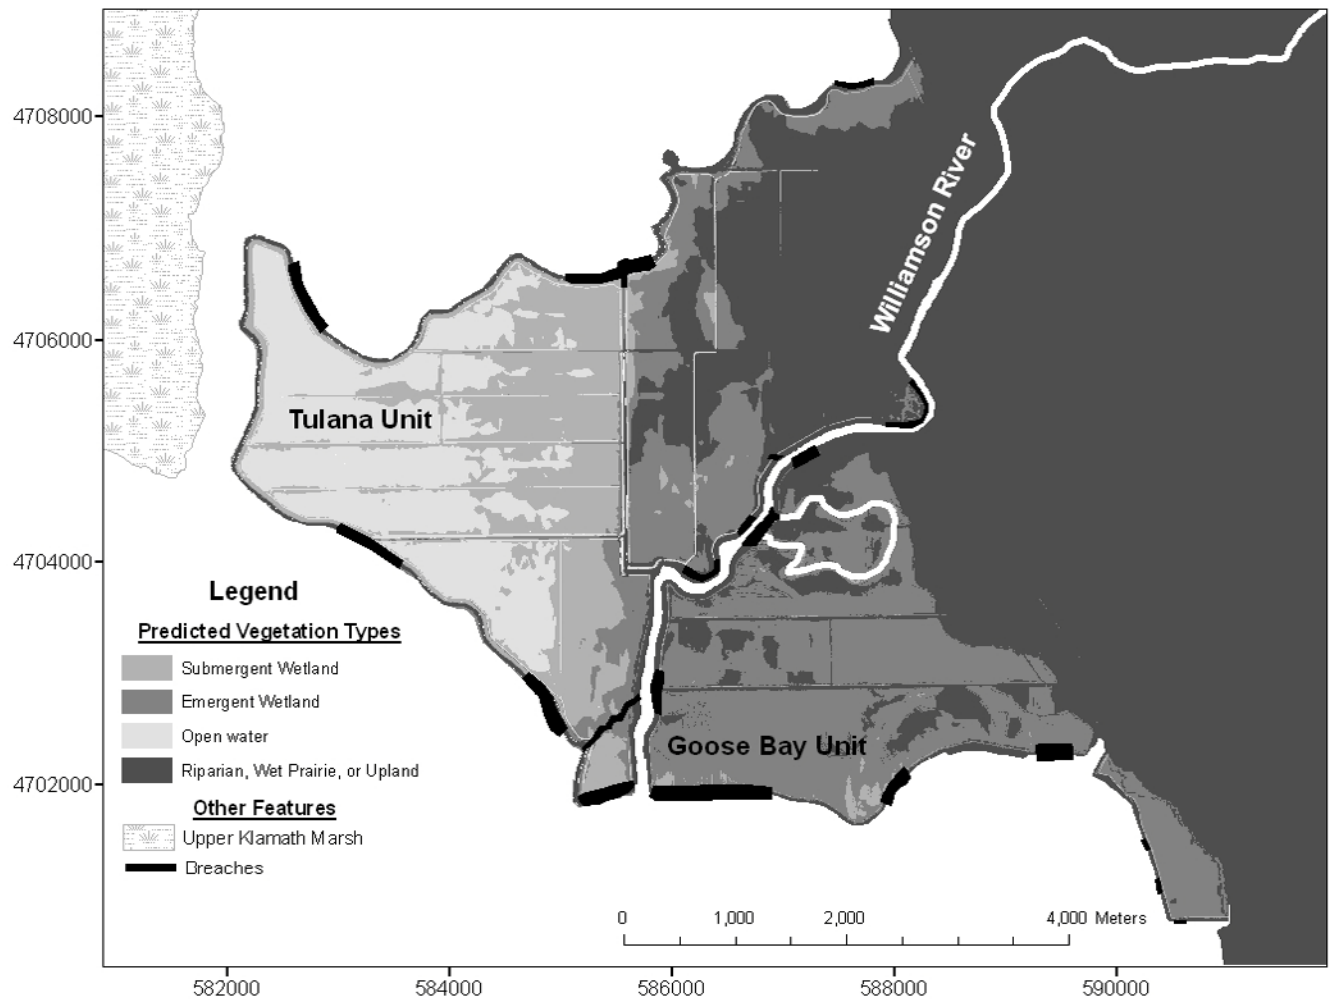 4708000
Williamson River
4706000
Tulana Unit
4704000
Legend
Predicted Vegetation Types
Submergent Wetland
Emergent Wetland
Open water
Riparian, Wet Prairie, or Upland
Goose Bay Unit
4702000
Other Features
Upper Klamath Marsh
Breaches
0 1,000 2,000 4,000 Meters
582000 584000 586000 588000 590000